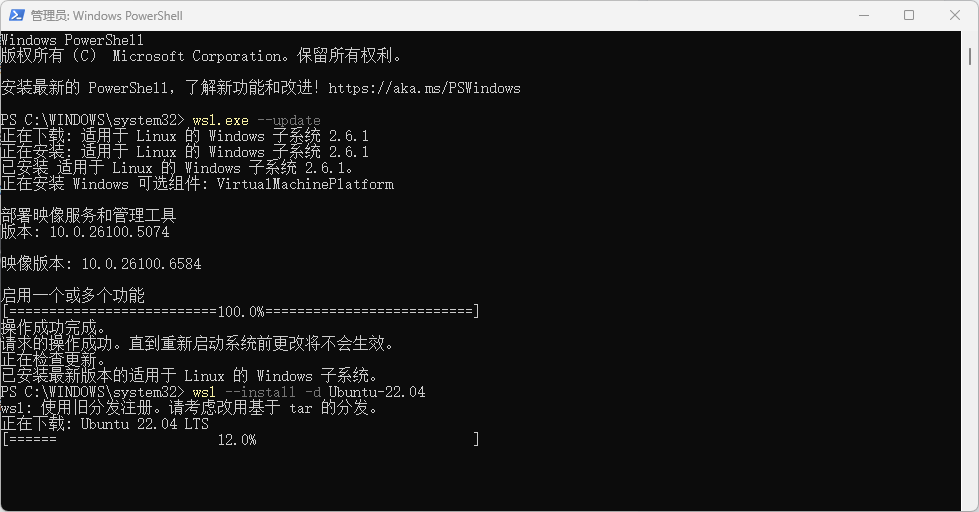 管理员: Windows PowerShell
Windows PowerShell
版权所有 (C) Microsoft Corporation。保留所有权利。
安装最新的 PowerShell，了解新功能和改进！https://aka.ms/PSWindows
PS C:\WINDOWS\system32> wsl.exe --update
正在下载: 适用于 Linux 的 Windows 子系统 2.6.1
正在安装: 适用于 Linux 的 Windows 子系统 2.6.1
已安装 适用于 Linux 的 Windows 子系统 2.6.1。
正在安装 Windows 可选组件: VirtualMachinePlatform
部署映像服务和管理工具
版本: 10.0.26100.5074
映像版本: 10.0.26100.6584
启用一个或多个功能
[==========================100.0%==========================]
操作成功完成。
请求的操作成功。直到重新启动系统前更改将不会生效。
正在检查更新。
已安装最新版本的适用于 Linux 的 Windows 子系统。
PS C:\WINDOWS\system32> wsl --install -d Ubuntu-22.04
wsl: 使用旧分发注册。请考虑改用基于 tar 的分发。
正在下载: Ubuntu 22.04 LTS
[======                    12.0%                           ]